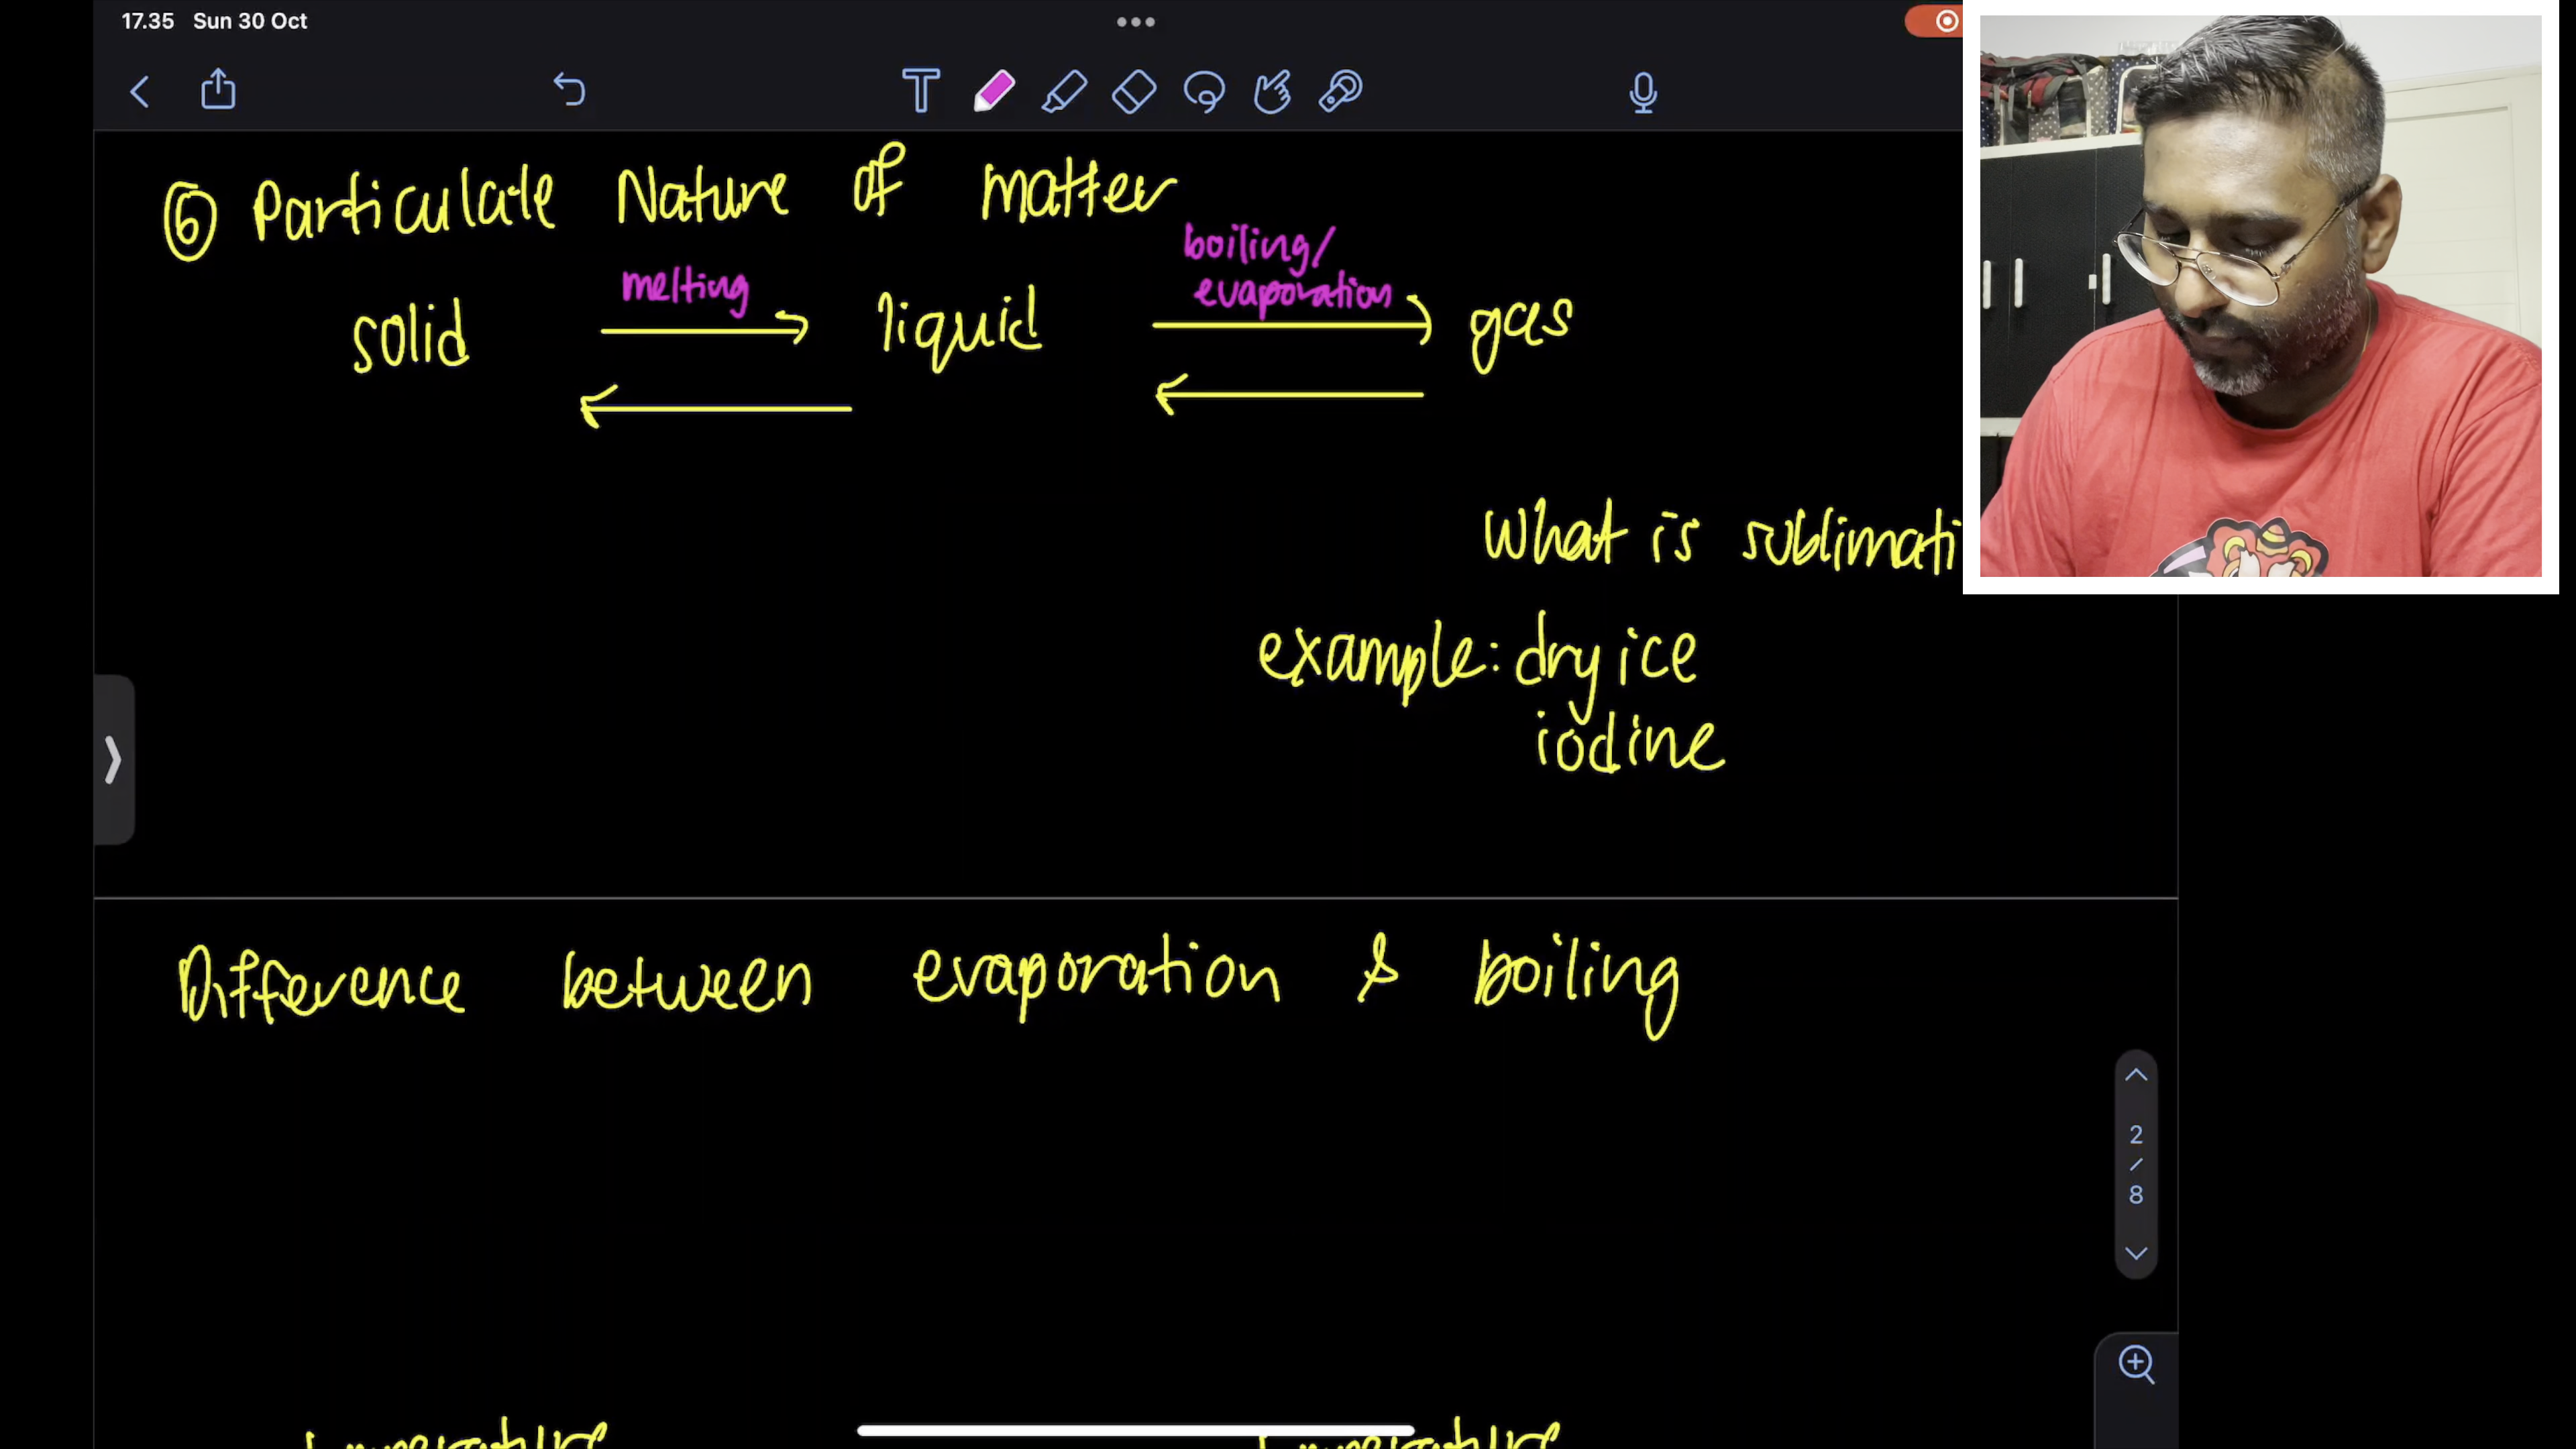 17.35 Sun 30 Oct
T
⑥ Particulate Nature of matter
boiling/
melting evaporation
solid liquid gas
What is sublimati
example: dry ice
iodine
Difference between evaporation & boiling
2
/
8